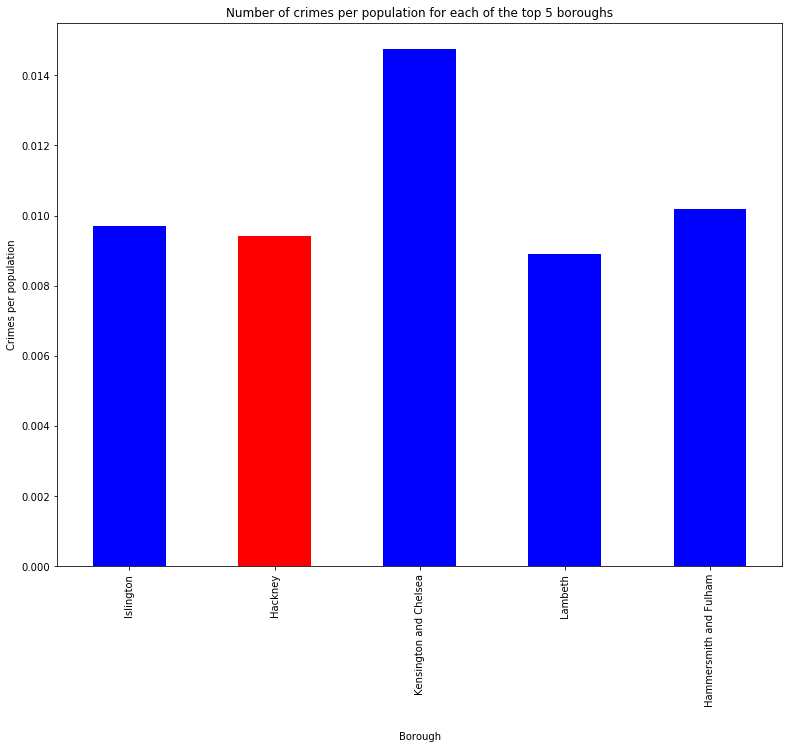 Number of crimes per population for each of the top 5 boroughs
Crimes per population
0.014
0.012
0.010
0.008
0.006
0.004
0.002
0.000
Islington
Hackney
Kensington and Chelsea
Lambeth
Hammersmith and Fulham
Borough